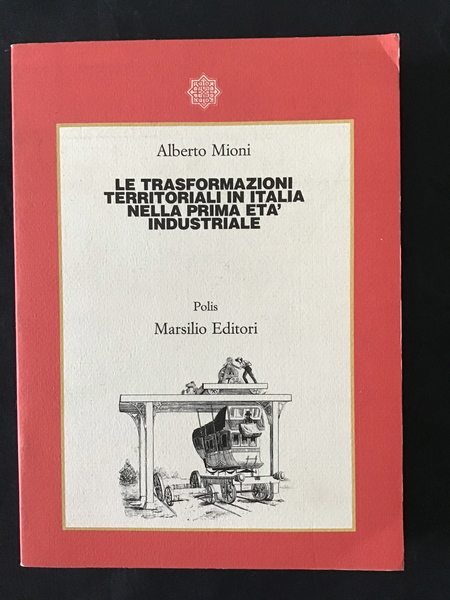 Alberto Mioni
LE TRASFORMAZIONI
TERRITORIALI IN ITALIA
NELLA PRIMA ETA'
INDUSTRIALE
Polis
Marsilio Editori